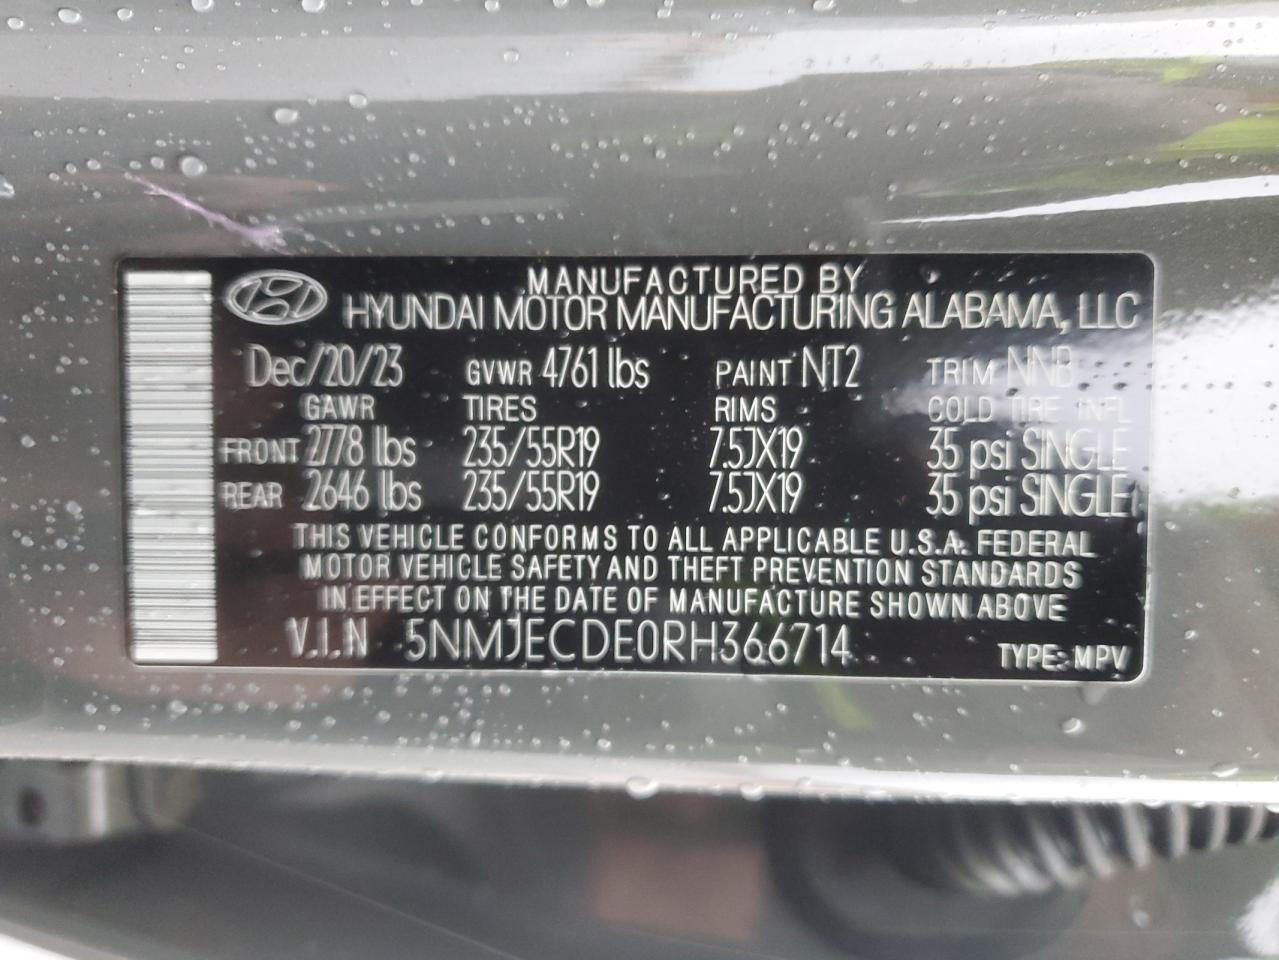 MANUFACTURED BY
HYUNDAI MOTOR MANUFACTURING ALABAMA, LLC
Dec/20/23 GVWR 4761 lbs PAINT NT2 TRIM NNB
GAWR TIRES RIMS COLD TIRE INFL
FRONT 2778 lbs 235/55R19 7.5JX19 35 psi SINGLE
REAR 2646 lbs 235/55R19 7.5JX19 35 psi SINGLE
THIS VEHICLE CONFORMS TO ALL APPLICABLE U.S.A. FEDERAL
MOTOR VEHICLE SAFETY AND THEFT PREVENTION STANDARDS
IN EFFECT ON THE DATE OF MANUFACTURE SHOWN ABOVE
V.I.N 5NMJECDE0RH366714 TYPE: MPV